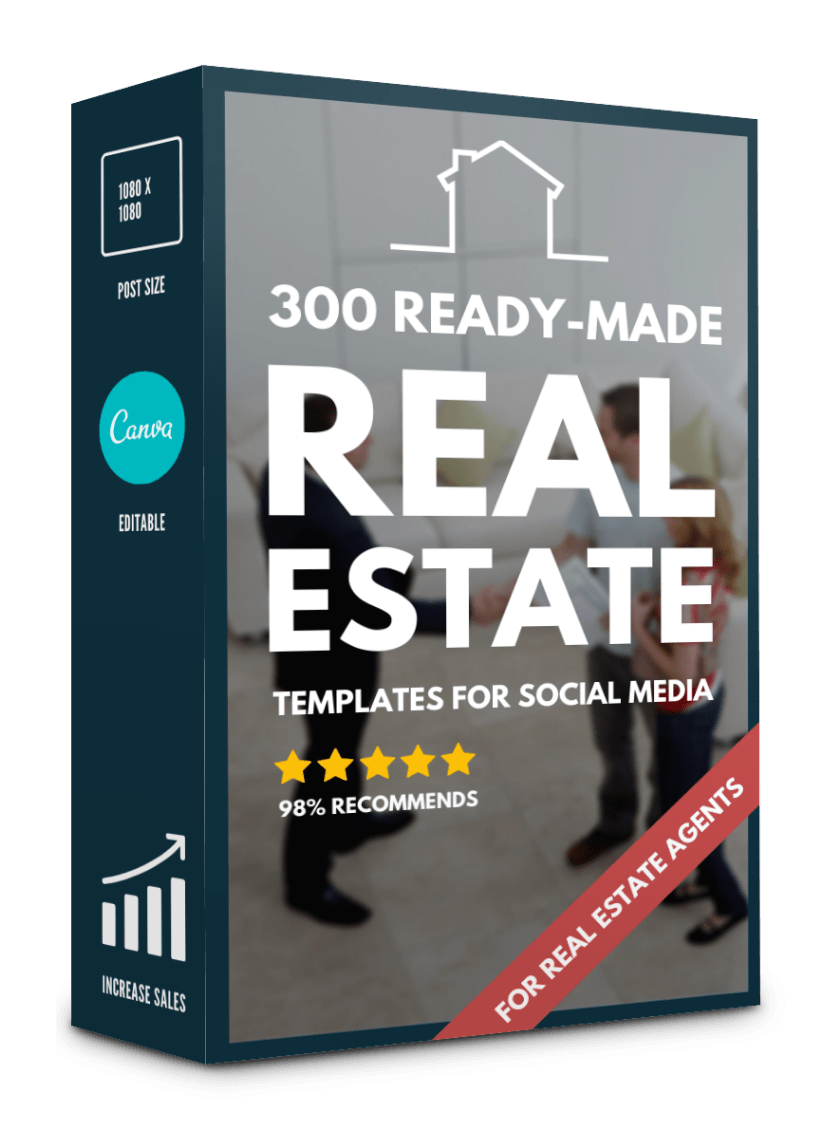 1080 X
1080
POST SIZE
Canva
EDITABLE
INCREASE SALES
300 READY-MADE
REAL
ESTATE
TEMPLATES FOR SOCIAL MEDIA
98% RECOMMENDS
FOR REAL ESTATE AGENTS